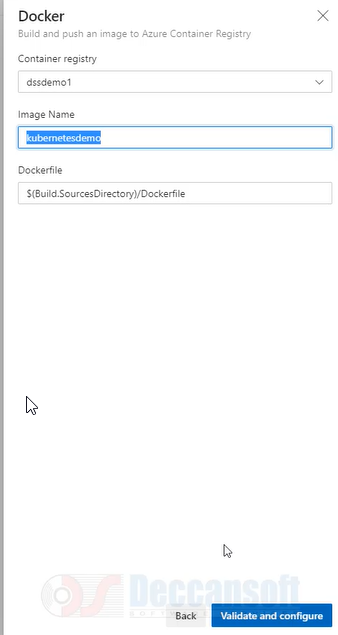 Docker
Build and push an image to Azure Container Registry
Container registry
dssdemo1
Image Name
kubernetesdemo
Dockerfile
$(Build.SourcesDirectory)/Dockerfile
Deccansoft
Back
Validate and configure